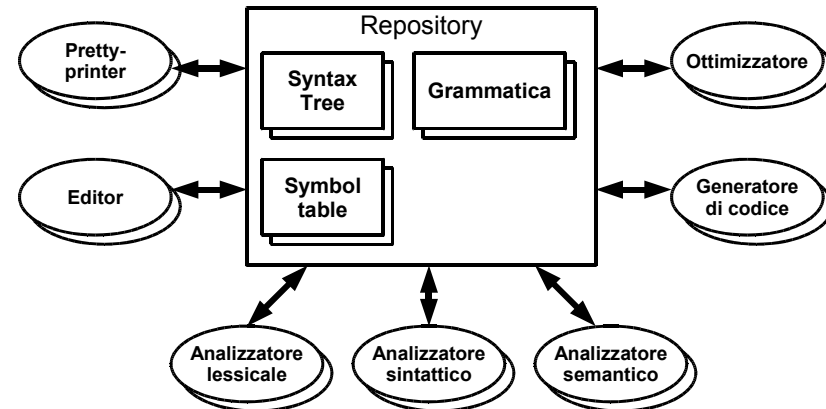 Repository
Pretty-
printer
Syntax
Tree
Grammatica
Ottimizzatore
Editor
Symbol
table
Generatore
di codice
Analizzatore
lessicale
Analizzatore
sintattico
Analizzatore
semantico